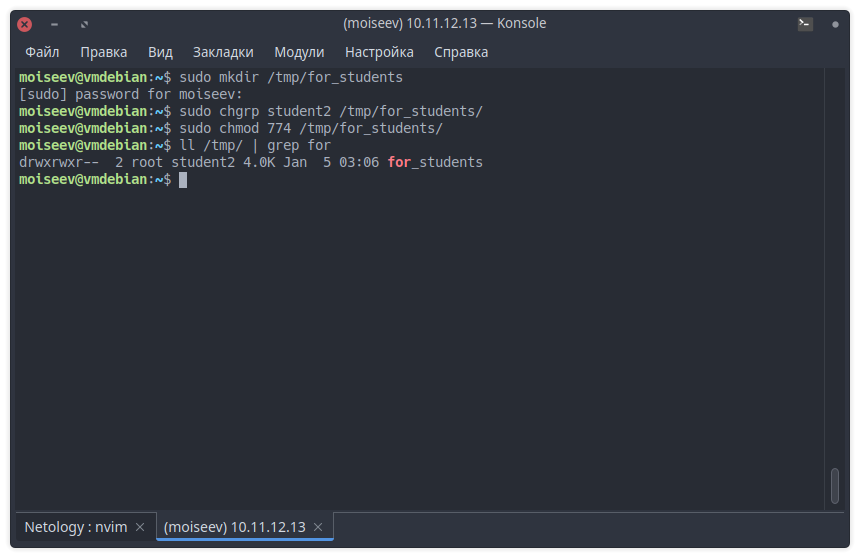 (moiseev) 10.11.12.13 — Konsole
Файл Правка Вид Закладки Модули Настройка Справка
moiseev@vmdebian:~$ sudo mkdir /tmp/for_students
[sudo] password for moiseev:
moiseev@vmdebian:~$ sudo chgrp student2 /tmp/for_students/
moiseev@vmdebian:~$ sudo chmod 774 /tmp/for_students/
moiseev@vmdebian:~$ ll /tmp/ | grep for
drwxrwxr--  2 root student2 4.0K Jan  5 03:06 for_students
moiseev@vmdebian:~$
Netology : nvim (moiseev) 10.11.12.13